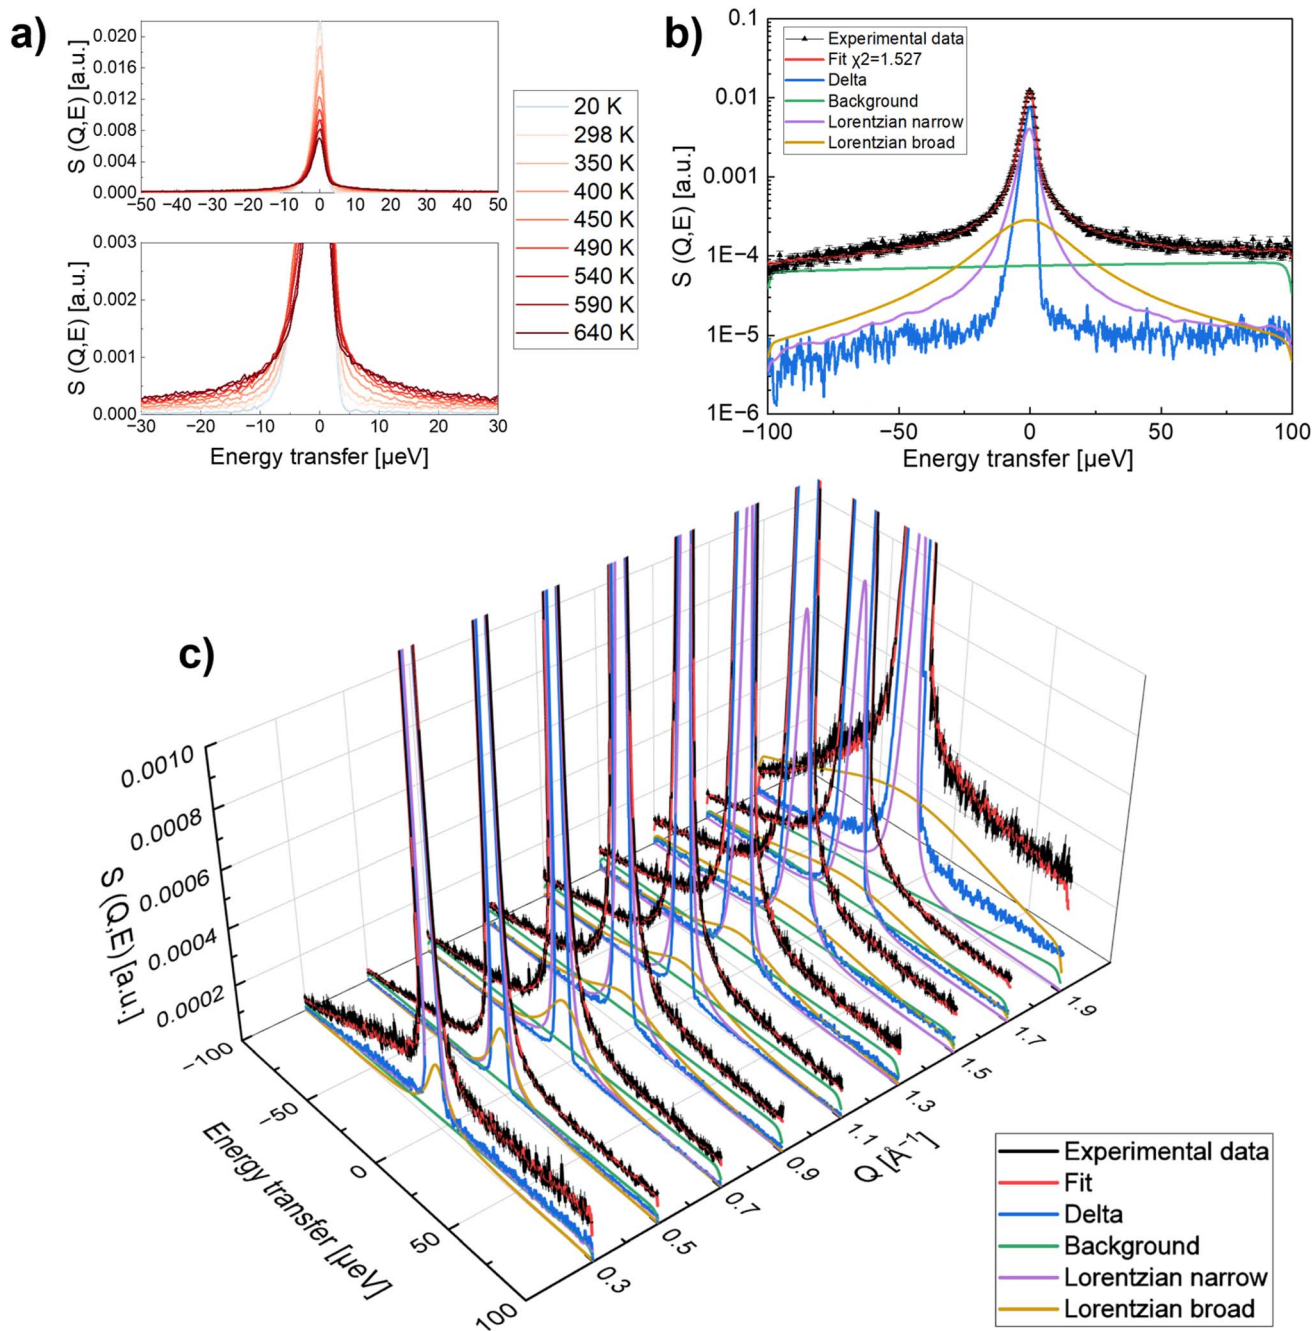 a)
S (Q,E) [a.u.]
0.020
0.016
0.012
0.008
0.004
0.000
−50 −40 −30 −20 −10 0 10 20 30 40 50
S (Q,E) [a.u.]
0.003
0.002
0.001
0.000
−30 −20 −10 0 10 20 30
Energy transfer [µeV]
20 K
298 K
350 K
400 K
450 K
490 K
540 K
590 K
640 K
b)
S (Q,E) [a.u.]
0.1
0.01
0.001
1E−4
1E−5
1E−6
−100 −50 0 50 100
Energy transfer [µeV]
Experimental data
Fit χ2=1.527
Delta
Background
Lorentzian narrow
Lorentzian broad
c)
S (Q,E) [a.u.]
0.0010
0.0008
0.0006
0.0004
0.0002
−100
−50
0
50
100
Energy transfer [µeV]
0.3
0.5
0.7
0.9
1.1
1.3
1.5
1.7
1.9
Q [Å⁻¹]
Experimental data
Fit
Delta
Background
Lorentzian narrow
Lorentzian broad